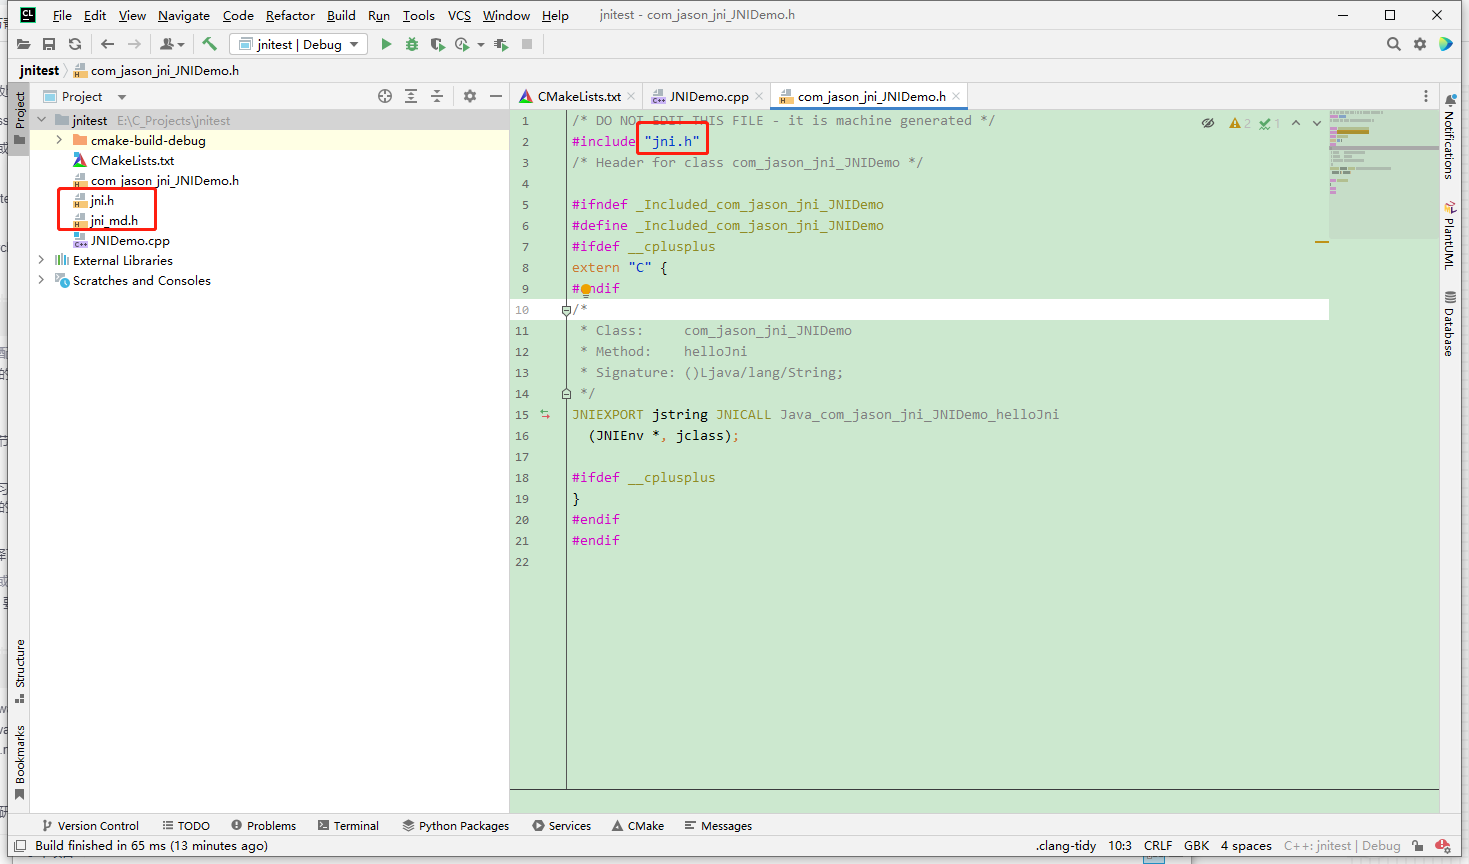 File Edit View Navigate Code Refactor Build Run Tools VCS Window Help jnitest - com_jason_jni_JNIDemo.h
jnitest | Debug
jnitest com_jason_jni_JNIDemo.h
Project
Project
jnitest E:\C_Projects\jnitest
cmake-build-debug
CMakeLists.txt
com_jason_jni_JNIDemo.h
jni.h
jni_md.h
JNIDemo.cpp
External Libraries
Scratches and Consoles
Structure
Bookmarks
CMakeLists.txt JNIDemo.cpp com_jason_jni_JNIDemo.h
2 1
1 /* DO NOT EDIT THIS FILE - it is machine generated */
2 #include "jni.h"
3 /* Header for class com_jason_jni_JNIDemo */
4
5 #ifndef _Included_com_jason_jni_JNIDemo
6 #define _Included_com_jason_jni_JNIDemo
7 #ifdef __cplusplus
8 extern "C" {
9 #endif
10 /*
11 * Class: com_jason_jni_JNIDemo
12 * Method: helloJni
13 * Signature: ()Ljava/lang/String;
14 */
15 JNIEXPORT jstring JNICALL Java_com_jason_jni_JNIDemo_helloJni
16 (JNIEnv *, jclass);
17
18 #ifdef __cplusplus
19 }
20 #endif
21 #endif
22
Notifications
PlantUML
Database
Version Control TODO Problems Terminal Python Packages Services CMake Messages
Build finished in 65 ms (13 minutes ago) .clang-tidy 10:3 CRLF GBK 4 spaces C++: jnitest | Debug